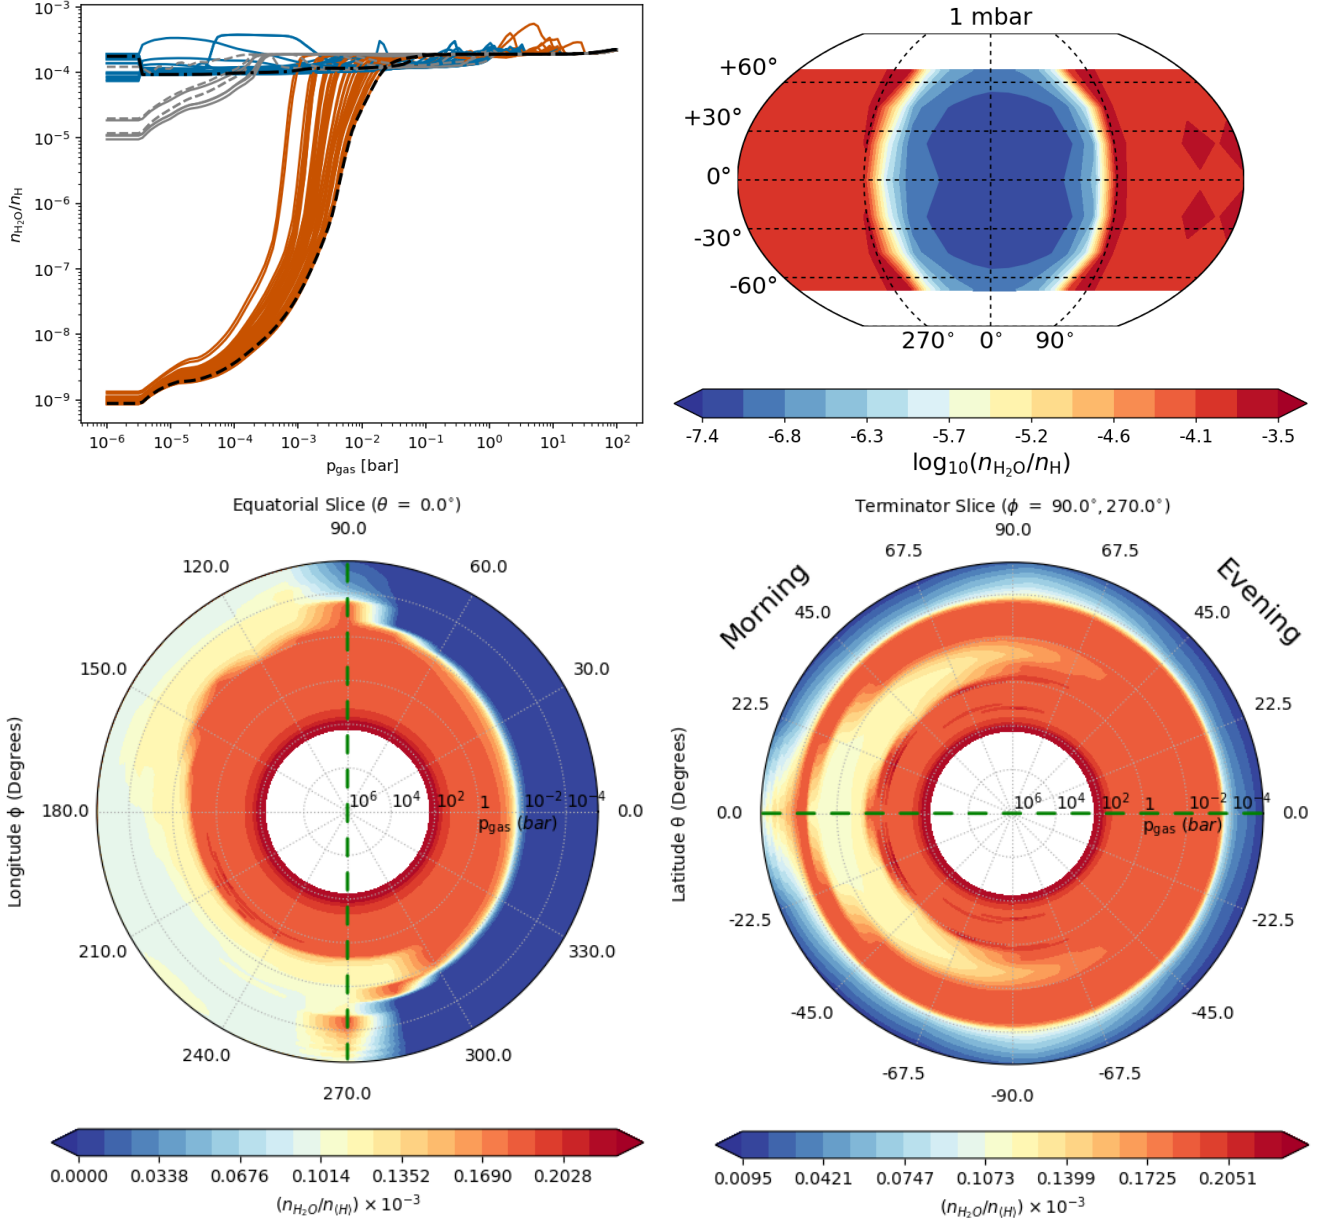 10⁻³
10⁻⁴
10⁻⁵
10⁻⁶
10⁻⁷
10⁻⁸
10⁻⁹
n_H₂O/n_H
10⁻⁶ 10⁻⁵ 10⁻⁴ 10⁻³ 10⁻² 10⁻¹ 10⁰ 10¹ 10²
p_gas [bar]
1 mbar
+60°
+30°
0°
-30°
-60°
270° 0° 90°
-7.4 -6.8 -6.3 -5.7 -5.2 -4.6 -4.1 -3.5
log₁₀(n_H₂O/n_H)
Equatorial Slice (θ = 0.0°)
90.0
120.0 60.0
150.0 30.0
180.0 0.0
210.0 330.0
240.0 300.0
270.0
10⁶ 10⁴ 10² 1 10⁻² 10⁻⁴
p_gas (bar)
Longitude ϕ (Degrees)
0.0000 0.0338 0.0676 0.1014 0.1352 0.1690 0.2028
(n_H₂O/n_⟨H⟩) × 10⁻³
Terminator Slice (ϕ = 90.0°, 270.0°)
90.0
67.5 67.5
Morning Evening
45.0 45.0
22.5 22.5
0.0 0.0
-22.5 -22.5
-45.0 -45.0
-67.5 -67.5
-90.0
10⁶ 10⁴ 10² 1 10⁻² 10⁻⁴
p_gas (bar)
Latitude θ (Degrees)
0.0095 0.0421 0.0747 0.1073 0.1399 0.1725 0.2051
(n_H₂O/n_⟨H⟩) × 10⁻³